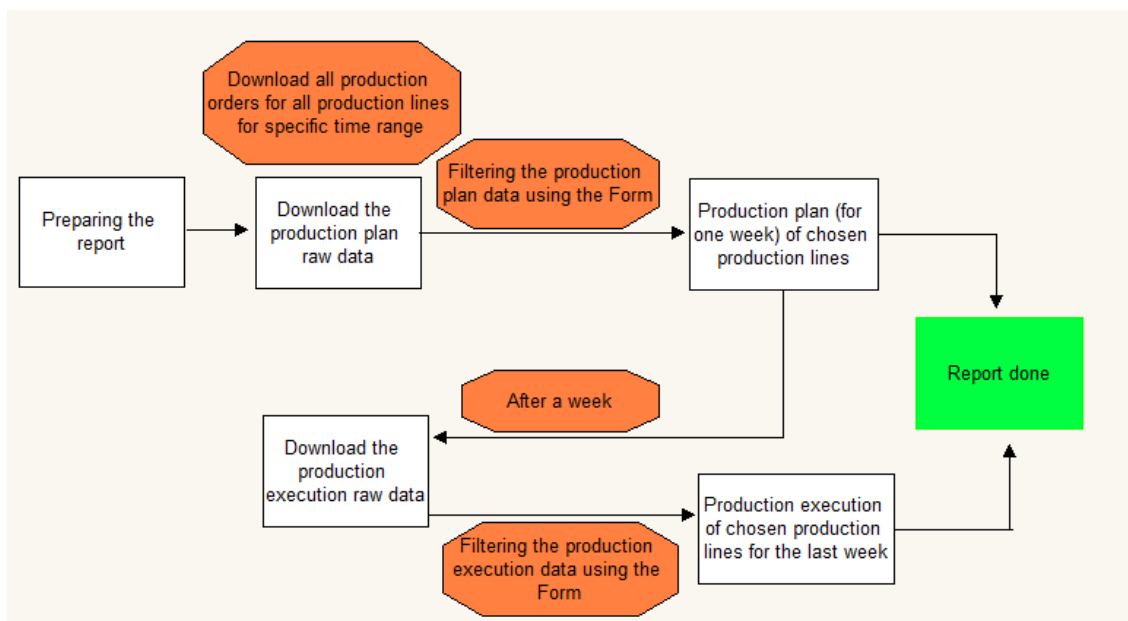 Download all production
orders for all production lines
for specific time range
Filtering the production
plan data using the Form
Preparing the
report
Download the
production plan
raw data
Production plan (for
one week) of chosen
production lines
Report done
After a week
Download the
production
execution raw data
Production execution
of chosen production
lines for the last week
Filtering the production
execution data using the
Form